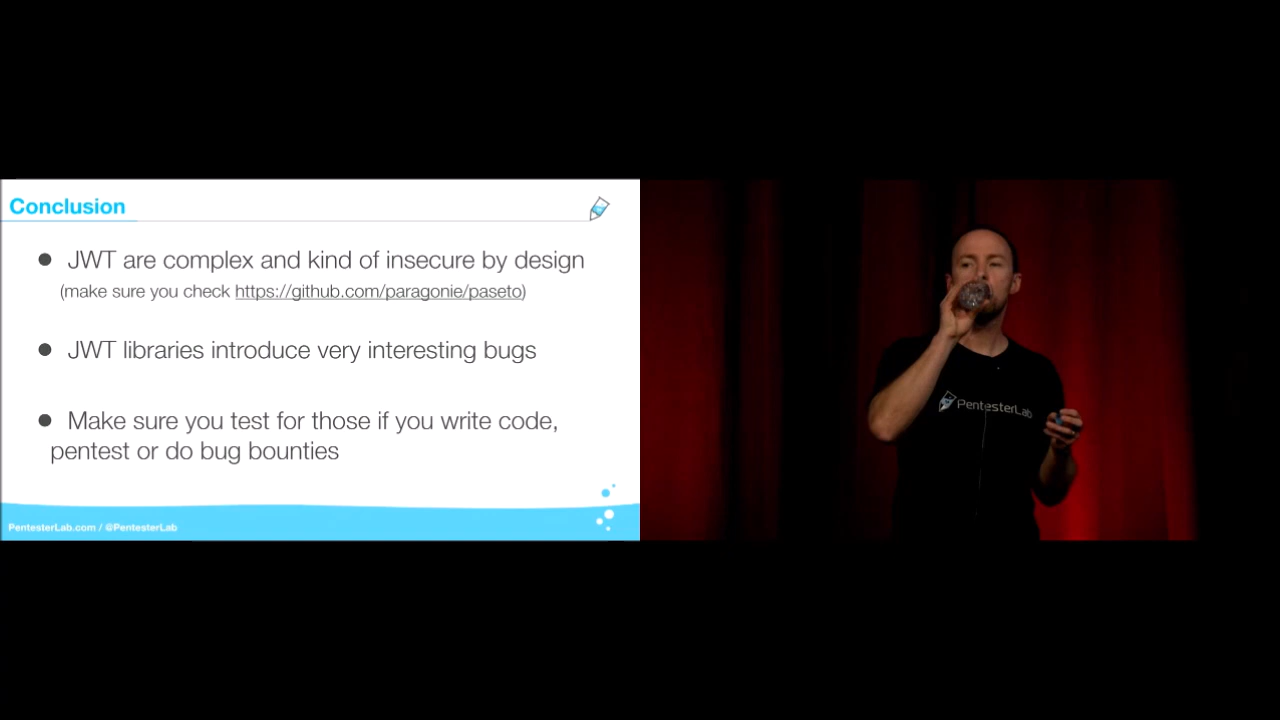 Conclusion
● JWT are complex and kind of insecure by design
(make sure you check https://github.com/paragonie/paseto)
● JWT libraries introduce very interesting bugs
● Make sure you test for those if you write code,
pentest or do bug bounties
PentesterLab.com / @PentesterLab
PentesterLab